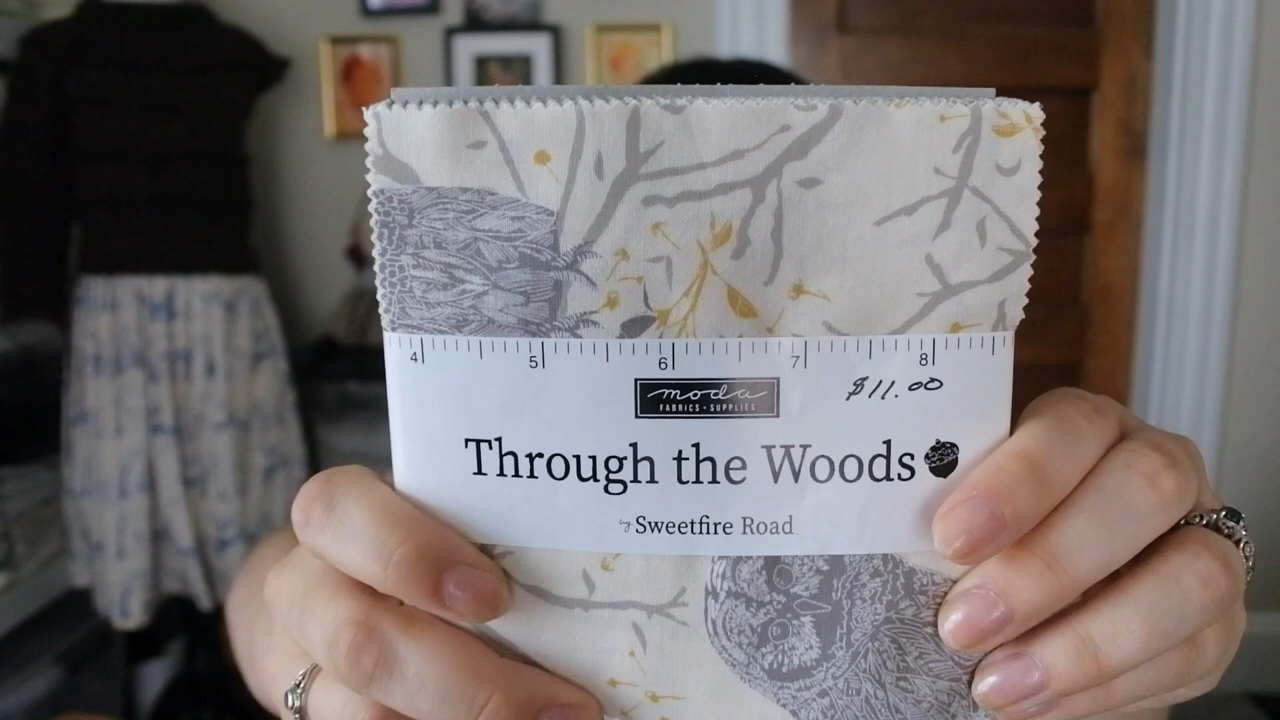 4 5 6 7 8
moda
FABRICS • SUPPLIES
$11.00
Through the Woods
by Sweetfire Road